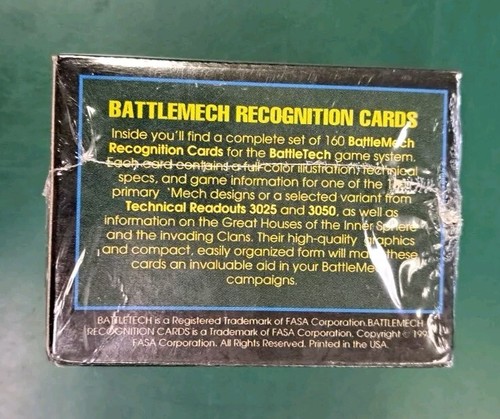 BATTLEMECH RECOGNITION CARDS
Inside you'll find a complete set of 160 BattleMech
Recognition Cards for the BattleTech game system.
Each card contains a full-color illustration, technical
specs, and game information for one of the
primary 'Mech designs or a selected variant from
Technical Readouts 3025 and 3050, as well as
information on the Great Houses of the Inner Sphere
and the invading Clans. Their high-quality graphics
and compact, easily organized form will make these
cards an invaluable aid in your BattleMech
campaigns.
BATTLETECH is a Registered Trademark of FASA Corporation. BATTLEMECH
RECOGNITION CARDS is a Trademark of FASA Corporation. Copyright ©
FASA Corporation. All Rights Reserved. Printed in the USA.